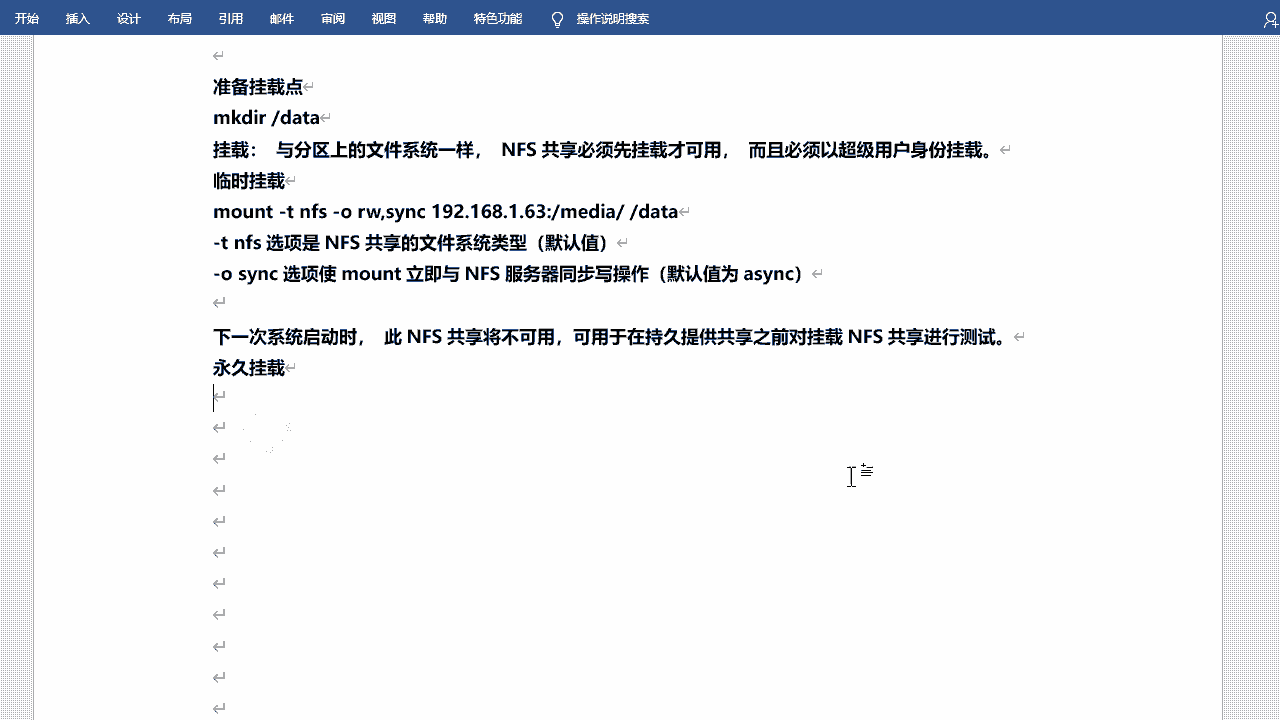 开始 插入 设计 布局 引用 邮件 审阅 视图 帮助 特色功能 操作说明搜索
准备挂载点
mkdir /data
挂载： 与分区上的文件系统一样， NFS 共享必须先挂载才可用， 而且必须以超级用户身份挂载。
临时挂载
mount -t nfs -o rw,sync 192.168.1.63:/media/ /data
-t nfs 选项是 NFS 共享的文件系统类型（默认值）
-o sync 选项使 mount 立即与 NFS 服务器同步写操作（默认值为 async）
下一次系统启动时， 此 NFS 共享将不可用，可用于在持久提供共享之前对挂载 NFS 共享进行测试。
永久挂载